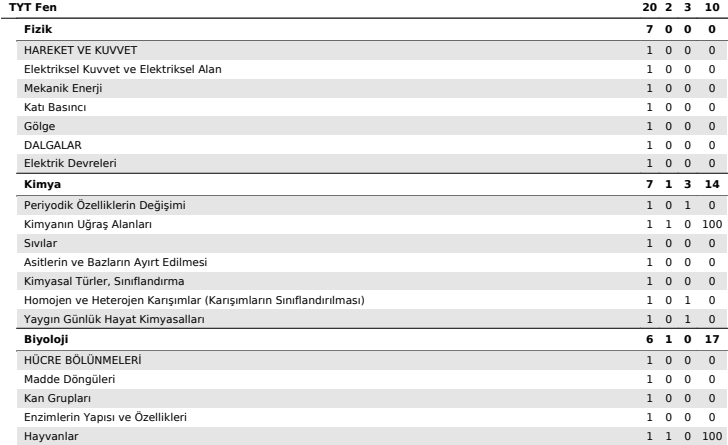 TYT Fen 20 2 3 10
Fizik 7 0 0 0
HAREKET VE KUVVET 1 0 0 0
Elektriksel Kuvvet ve Elektriksel Alan 1 0 0 0
Mekanik Enerji 1 0 0 0
Katı Basıncı 1 0 0 0
Gölge 1 0 0 0
DALGALAR 1 0 0 0
Elektrik Devreleri 1 0 0 0
Kimya 7 1 3 14
Periyodik Özelliklerin Değişimi 1 0 1 0
Kimyanın Uğraş Alanları 1 1 0 100
Sıvılar 1 0 0 0
Asitlerin ve Bazların Ayırt Edilmesi 1 0 0 0
Kimyasal Türler, Sınıflandırma 1 0 0 0
Homojen ve Heterojen Karışımlar (Karışımların Sınıflandırılması) 1 0 1 0
Yaygın Günlük Hayat Kimyasalları 1 0 1 0
Biyoloji 6 1 0 17
HÜCRE BÖLÜNMELERİ 1 0 0 0
Madde Döngüleri 1 0 0 0
Kan Grupları 1 0 0 0
Enzimlerin Yapısı ve Özellikleri 1 0 0 0
Hayvanlar 1 1 0 100